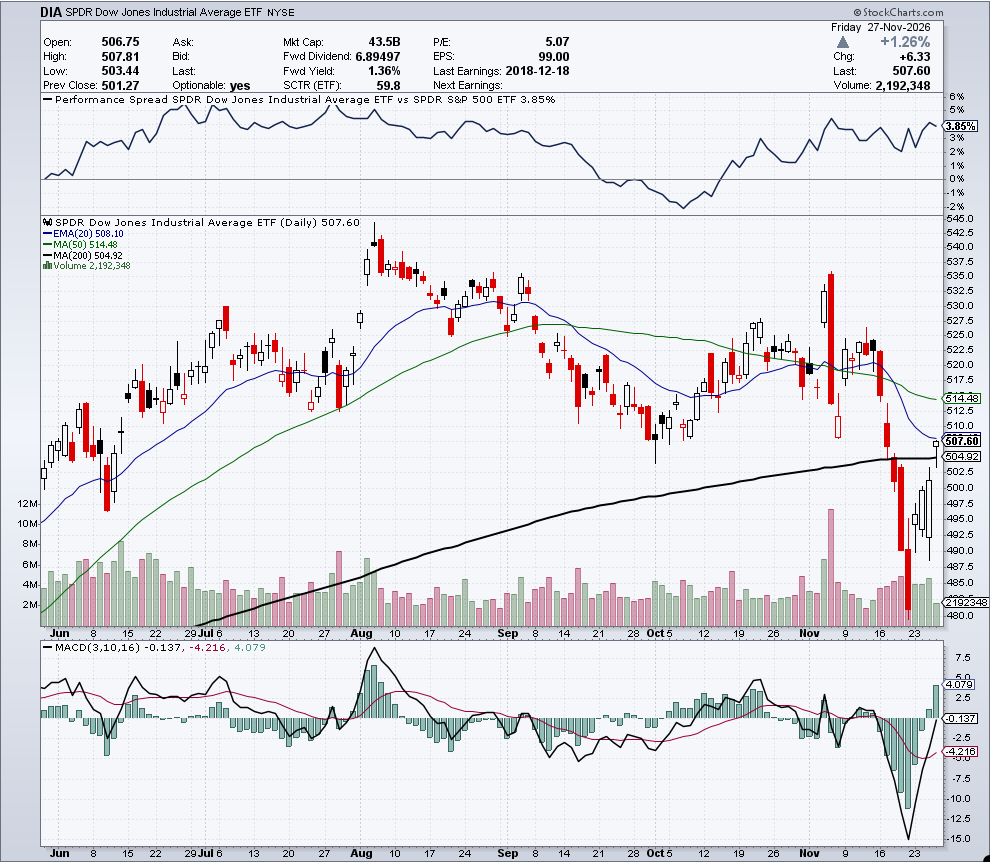 DIA SPDR Dow Jones Industrial Average ETF NYSE © StockCharts.com
Friday 27-Nov-2026
Open: 506.75 Ask: Mkt Cap: 43.5B P/E: 5.07 +1.26%
High: 507.81 Bid: Fwd Dividend: 6.89497 EPS: 99.00 Chg: +6.33
Low: 503.44 Last: Fwd Yield: 1.36% Last Earnings: 2018-12-18 Last: 507.60
Prev Close: 501.27 Optionable: yes SCTR (ETF): 59.8 Next Earnings: Volume: 2,192,348
Performance Spread SPDR Dow Jones Industrial Average ETF vs SPDR S&P 500 ETF 3.85%
6%
5%
3.85%
3%
2%
1%
0%
-1%
-2%
SPDR Dow Jones Industrial Average ETF (Daily) 507.60
EMA(20) 508.10
MA(50) 514.48
MA(200) 504.92
Volume 2,192,348
545.0
542.5
540.0
537.5
535.0
532.5
530.0
527.5
525.0
522.5
520.0
517.5
514.48
512.5
510.0
507.60
504.92
502.5
500.0
497.5
495.0
492.5
490.0
487.5
485.0
2192348
480.0
12M
10M
8M
6M
4M
2M
Jun 8 15 22 29 Jul 6 13 20 27 Aug 10 17 24 Sep 8 14 21 28 Oct 5 12 19 26 Nov 9 16 23
MACD(3,10,16) -0.137, -4.216, 4.079
7.5
5.0
4.079
2.5
-0.137
-2.5
-4.216
-5.0
-7.5
-10.0
-12.5
-15.0
Jun 8 15 22 29 Jul 6 13 20 27 Aug 10 17 24 Sep 8 14 21 28 Oct 5 12 19 26 Nov 9 16 23